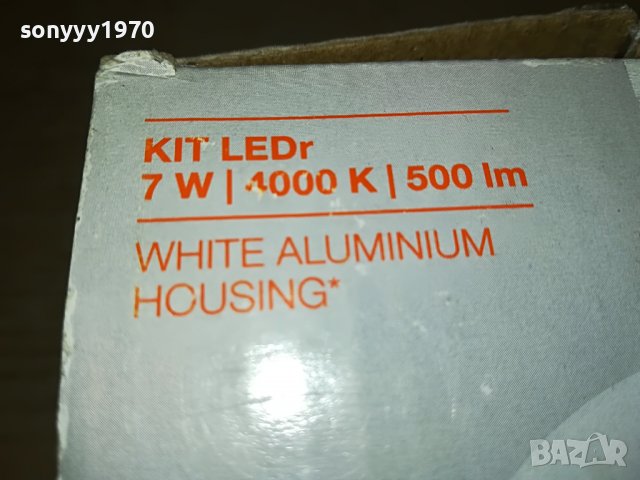 sonyyy1970
KIT LEDr
7 W | 4000 K | 500 lm
WHITE ALUMINIUM
HOUSING*
BAZAR